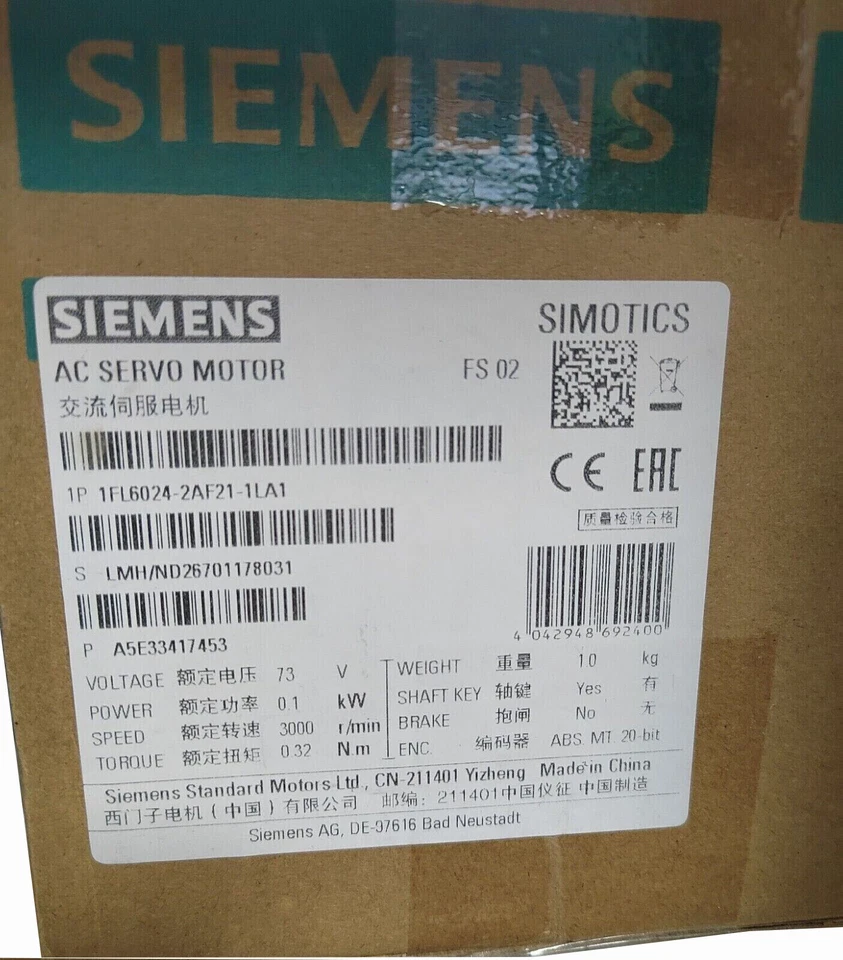 SIEMENS
SIEMENS
SIMOTICS
AC SERVO MOTOR FS 02
交流伺服电机
1P 1FL6024-2AF21-1LA1
CE EAC
质量检验合格
S LMH/ND26701178031
4 042948 692400
P A5E33417453
VOLTAGE 额定电压 73 V
POWER 额定功率 0.1 kW
SPEED 额定转速 3000 r/min
TORQUE 额定扭矩 0.32 N.m
WEIGHT 重量 10 kg
SHAFT KEY 轴键 Yes 有
BRAKE 抱闸 No 无
ENC. 编码器 ABS. MT. 20-bit
Siemens Standard Motors Ltd., CN-211401 Yizheng Made in China
西门子电机(中国)有限公司 邮编: 211401中国仪征 中国制造
Siemens AG, DE-97616 Bad Neustadt